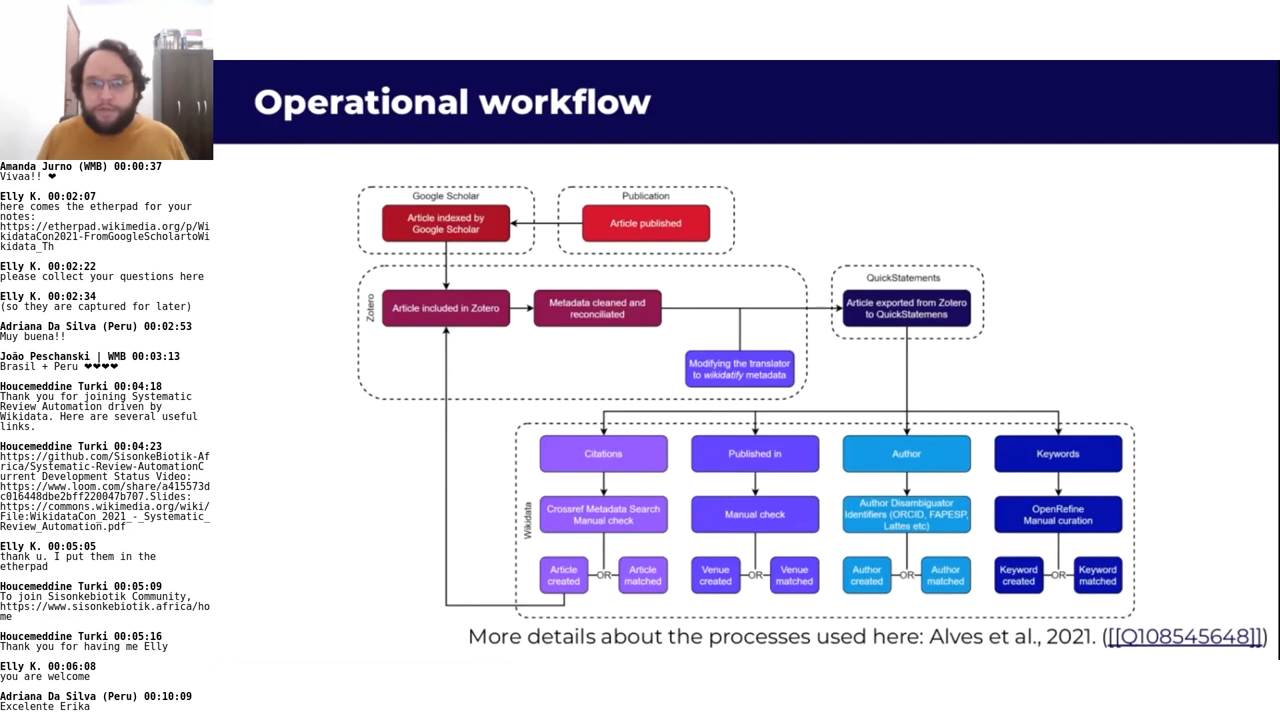 Operational workflow
Google Scholar
Publication
Article indexed by
Google Scholar
Article published
Zotero
Article included in Zotero
Metadata cleaned and
reconciliated
Modifying the translator
to wikidatify metadata
QuickStatements
Article exported from Zotero
to QuickStatemens
Wikidata
Citations
Published in
Author
Keywords
Crossref Metadata Search
Manual check
Manual check
Author Disambiguator
Identifiers (ORCID, FAPESP,
Lattes etc)
OpenRefine
Manual curation
Article
created
OR
Article
matched
Venue
created
OR
Venue
matched
Author
created
OR
Author
matched
Keyword
created
OR
Keyword
matched
More details about the processes used here: Alves et al., 2021. ([[Q108545648]])
Amanda Jurno (WMB) 00:00:37
Vivaa!! ❤
Elly K. 00:02:07
here comes the etherpad for your
notes:
https://etherpad.wikimedia.org/p/Wi
kidataCon2021-FromGoogleScholartoWi
kidata_Th
Elly K. 00:02:22
please collect your questions here
Elly K. 00:02:34
(so they are captured for later)
Adriana Da Silva (Peru) 00:02:53
Muy buena!!
João Peschanski | WMB 00:03:13
Brasil + Peru ❤❤❤❤
Houcemeddine Turki 00:04:18
Thank you for joining Systematic
Review Automation driven by
Wikidata. Here are several useful
links.
Houcemeddine Turki 00:04:23
https://github.com/SisonkeBiotik-Af
rica/Systematic-Review-AutomationC
urrent Development Status Video:
https://www.loom.com/share/a415573d
c016448dbe2bff220047b707.Slides:
https://commons.wikimedia.org/wiki/
File:WikidataCon_2021_-_Systematic_
Review_Automation.pdf
Elly K. 00:05:05
thank u. I put them in the
etherpad
Houcemeddine Turki 00:05:09
To join Sisonkebiotik Community,
https://www.sisonkebiotik.africa/ho
me
Houcemeddine Turki 00:05:16
Thank you for having me Elly
Elly K. 00:06:08
you are welcome
Adriana Da Silva (Peru) 00:10:09
Excelente Erika